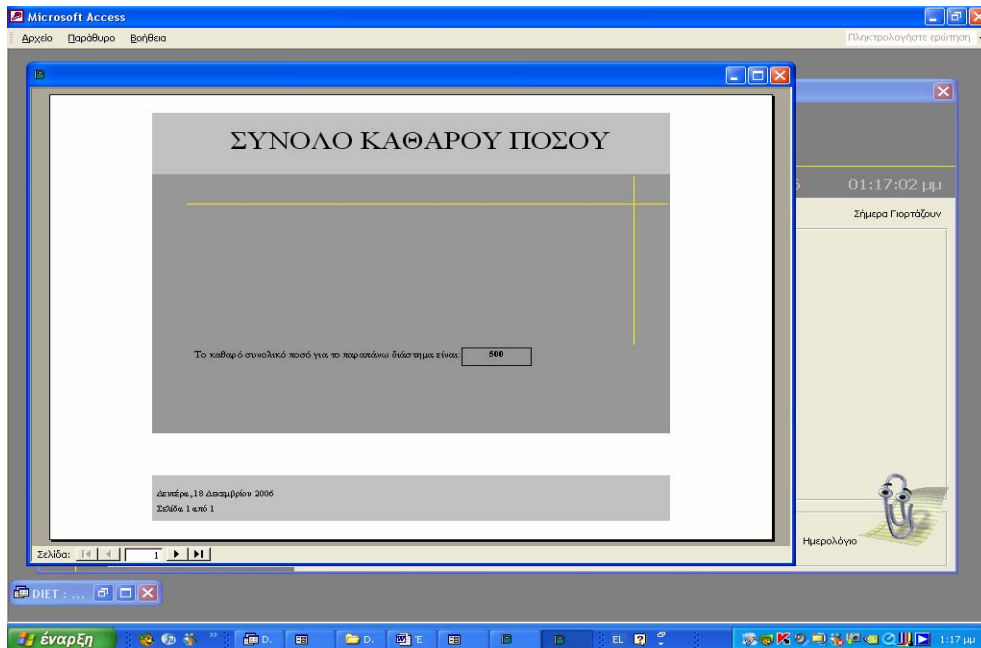 Microsoft Access
Αρχείο Παράθυρο Βοήθεια
Πληκτρολογήστε ερώτηση
ΣΥΝΟΛΟ ΚΑΘΑΡΟΥ ΠΟΣΟΥ
01:17:02 μμ
Σήμερα Γιορτάζουν
Το καθαρό συνολικό ποσό για το παραπάνω διάστημα είναι: 500
Δευτέρα, 18 Δεκεμβρίου 2006
Σελίδα 1 από 1
Ημερολόγιο
Σελίδα: 1
DIET : ...
έναρξη D. D. Έ EL 1:17 μμ